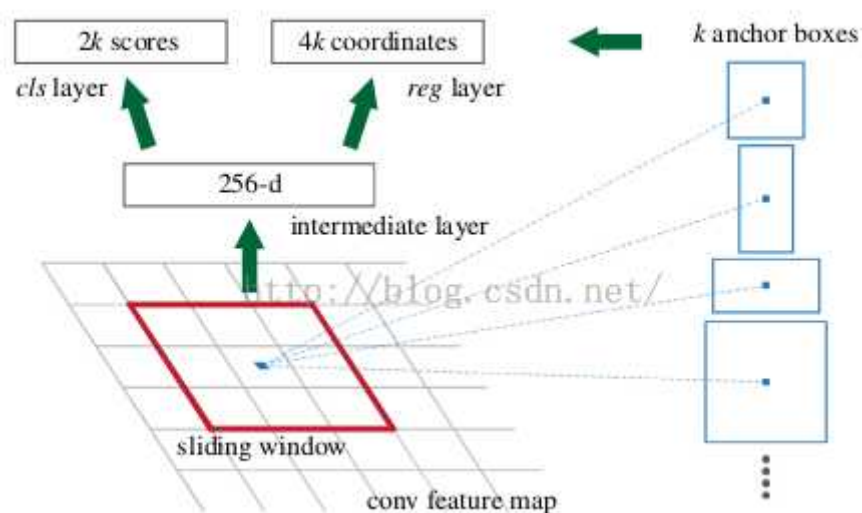 2k scores
4k coordinates
k anchor boxes
cls layer
reg layer
256-d
intermediate layer
http://blog.csdn.net/
sliding window
conv feature map